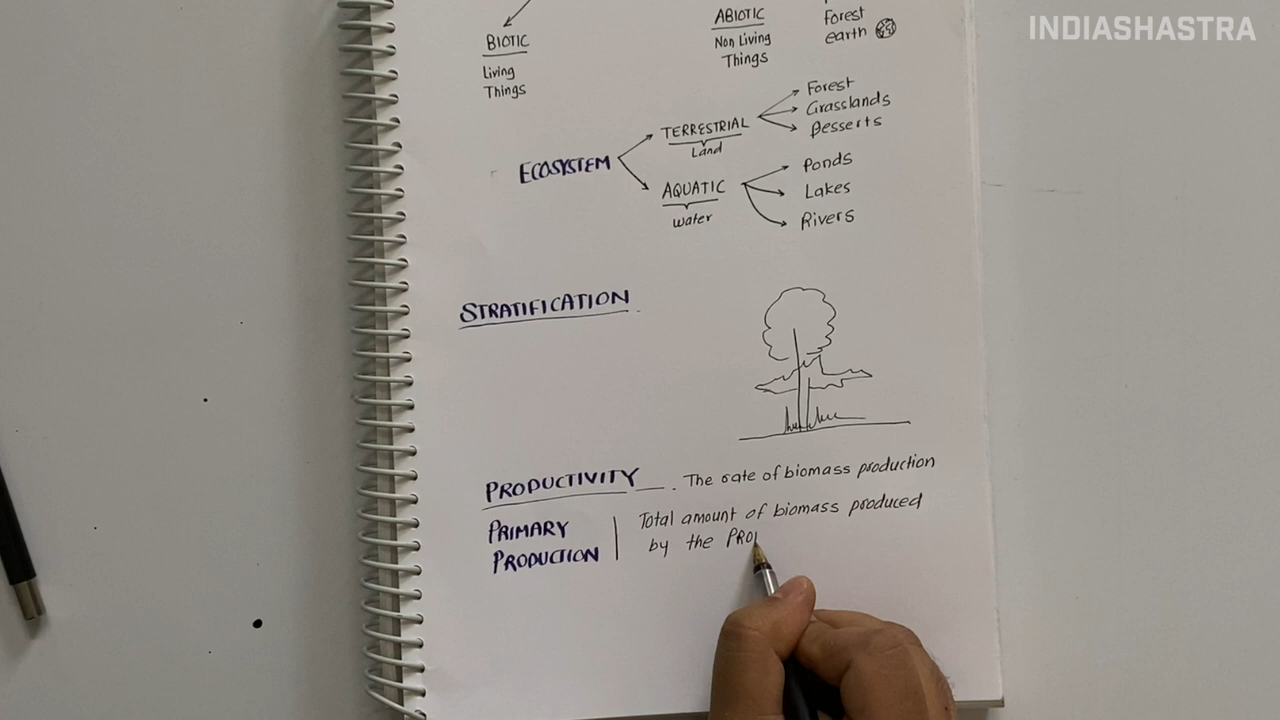 INDIASHASTRA
ABIOTIC
Non Living
Things
Forest
earth
BIOTIC
Living
Things
ECOSYSTEM
TERRESTRIAL
Land
Forest
Grasslands
Desserts
AQUATIC
water
Ponds
Lakes
Rivers
STRATIFICATION
PRODUCTIVITY __ . The rate of biomass production
PRIMARY
PRODUCTION
Total amount of biomass produced
by the PRO